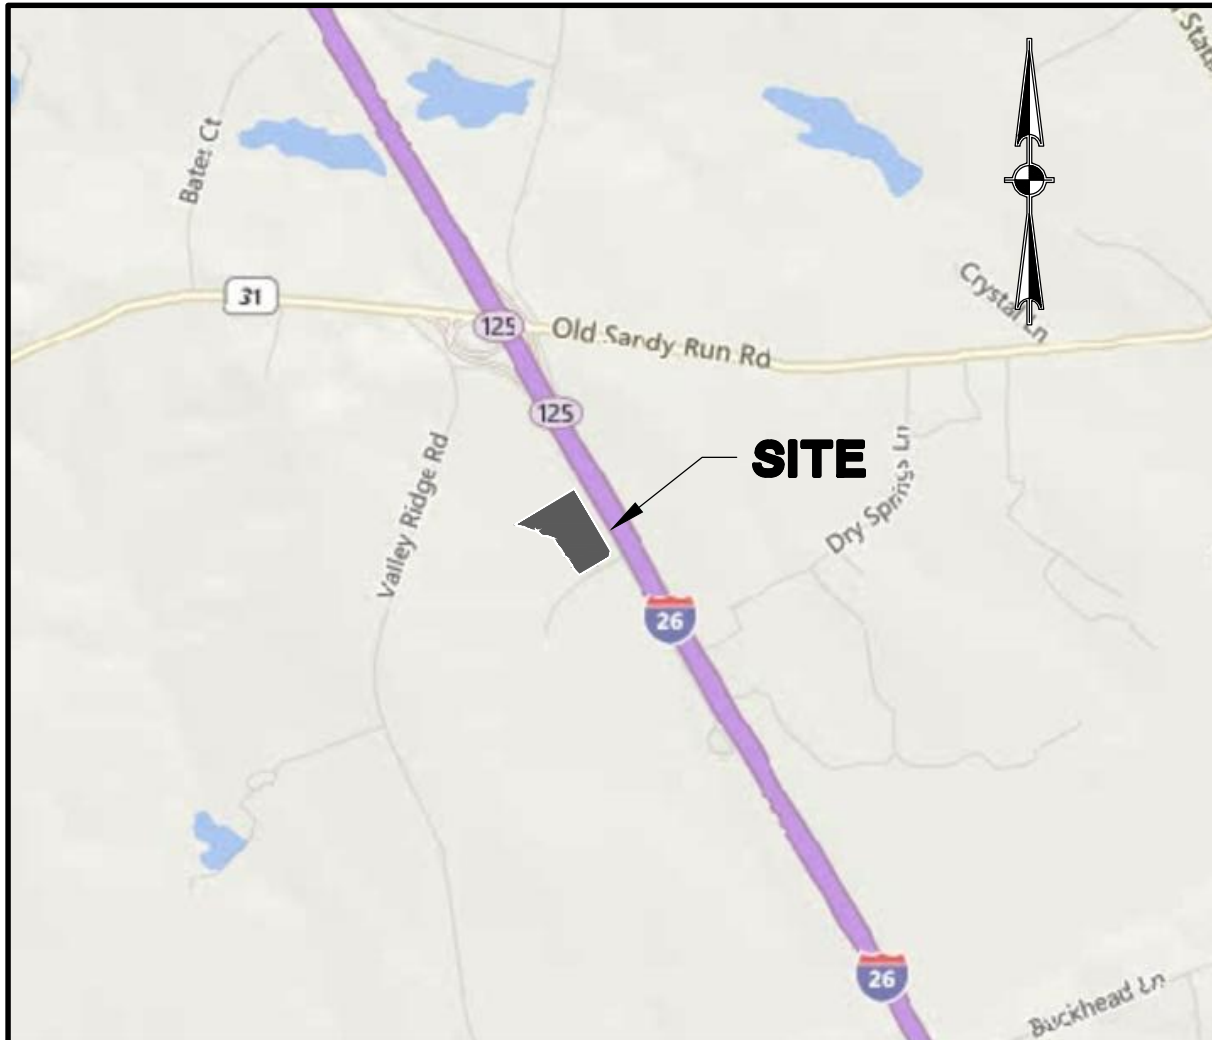 Bates Ct
31
125
Old Sandy Run Rd
Crystal Ln
125
SITE
Valley Ridge Rd
Dry Springs Ln
26
26
Buckhead Ln